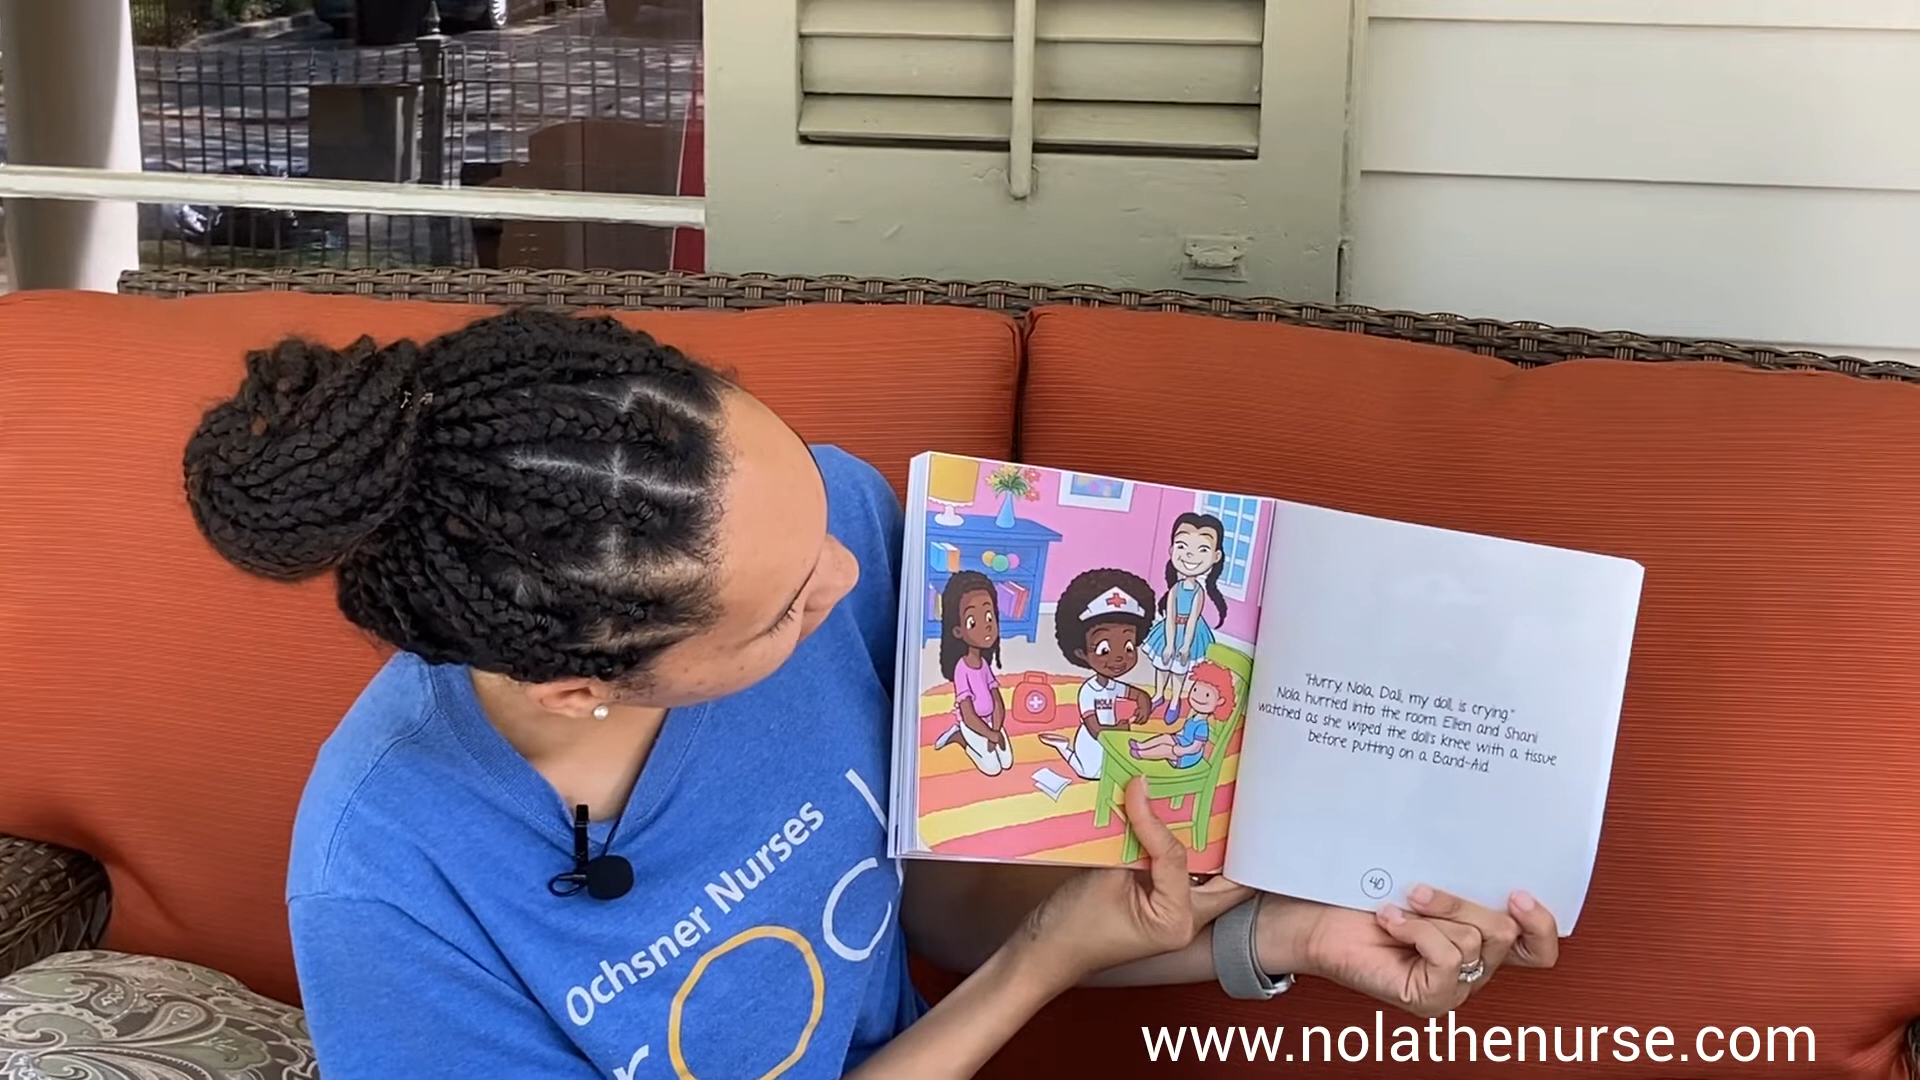 "Hurry, Nola, Dali, my doll, is crying."
Nola hurried into the room. Ellen and Shani
watched as she wiped the doll's knee with a tissue
before putting on a Band-Aid.
40
NOLA
Ochsner Nurses
www.nolathenurse.com